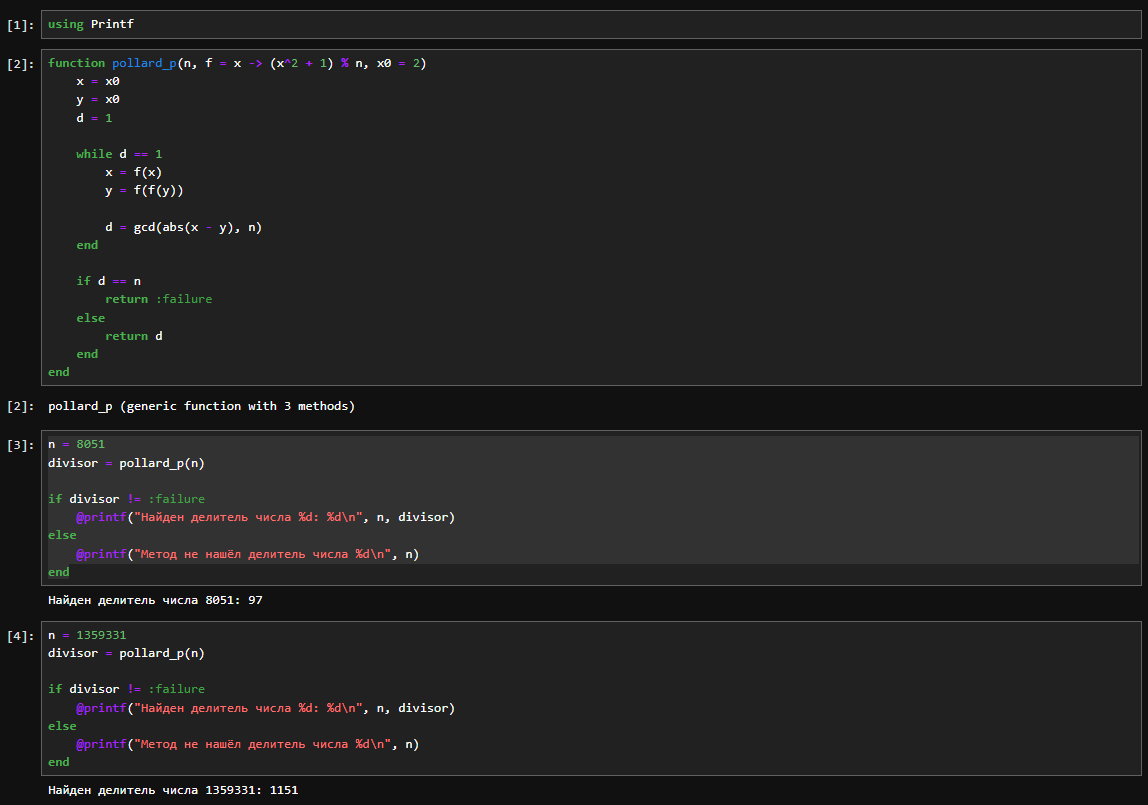 [1]: using Printf
[2]: function pollard_p(n, f = x -> (x^2 + 1) % n, x0 = 2)
    x = x0
    y = x0
    d = 1
    while d == 1
        x = f(x)
        y = f(f(y))
        d = gcd(abs(x - y), n)
    end
    if d == n
        return :failure
    else
        return d
    end
end
[2]: pollard_p (generic function with 3 methods)
[3]: n = 8051
divisor = pollard_p(n)
if divisor != :failure
    @printf("Найден делитель числа %d: %d\n", n, divisor)
else
    @printf("Метод не нашёл делитель числа %d\n", n)
end
Найден делитель числа 8051: 97
[4]: n = 1359331
divisor = pollard_p(n)
if divisor != :failure
    @printf("Найден делитель числа %d: %d\n", n, divisor)
else
    @printf("Метод не нашёл делитель числа %d\n", n)
end
Найден делитель числа 1359331: 1151